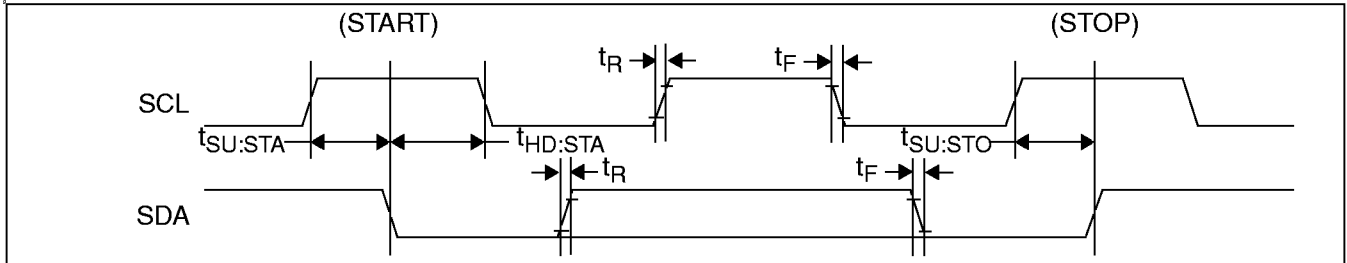 (START) (STOP)
tR tF
SCL
tSU:STA tHD:STA tSU:STO
tR tF
SDA